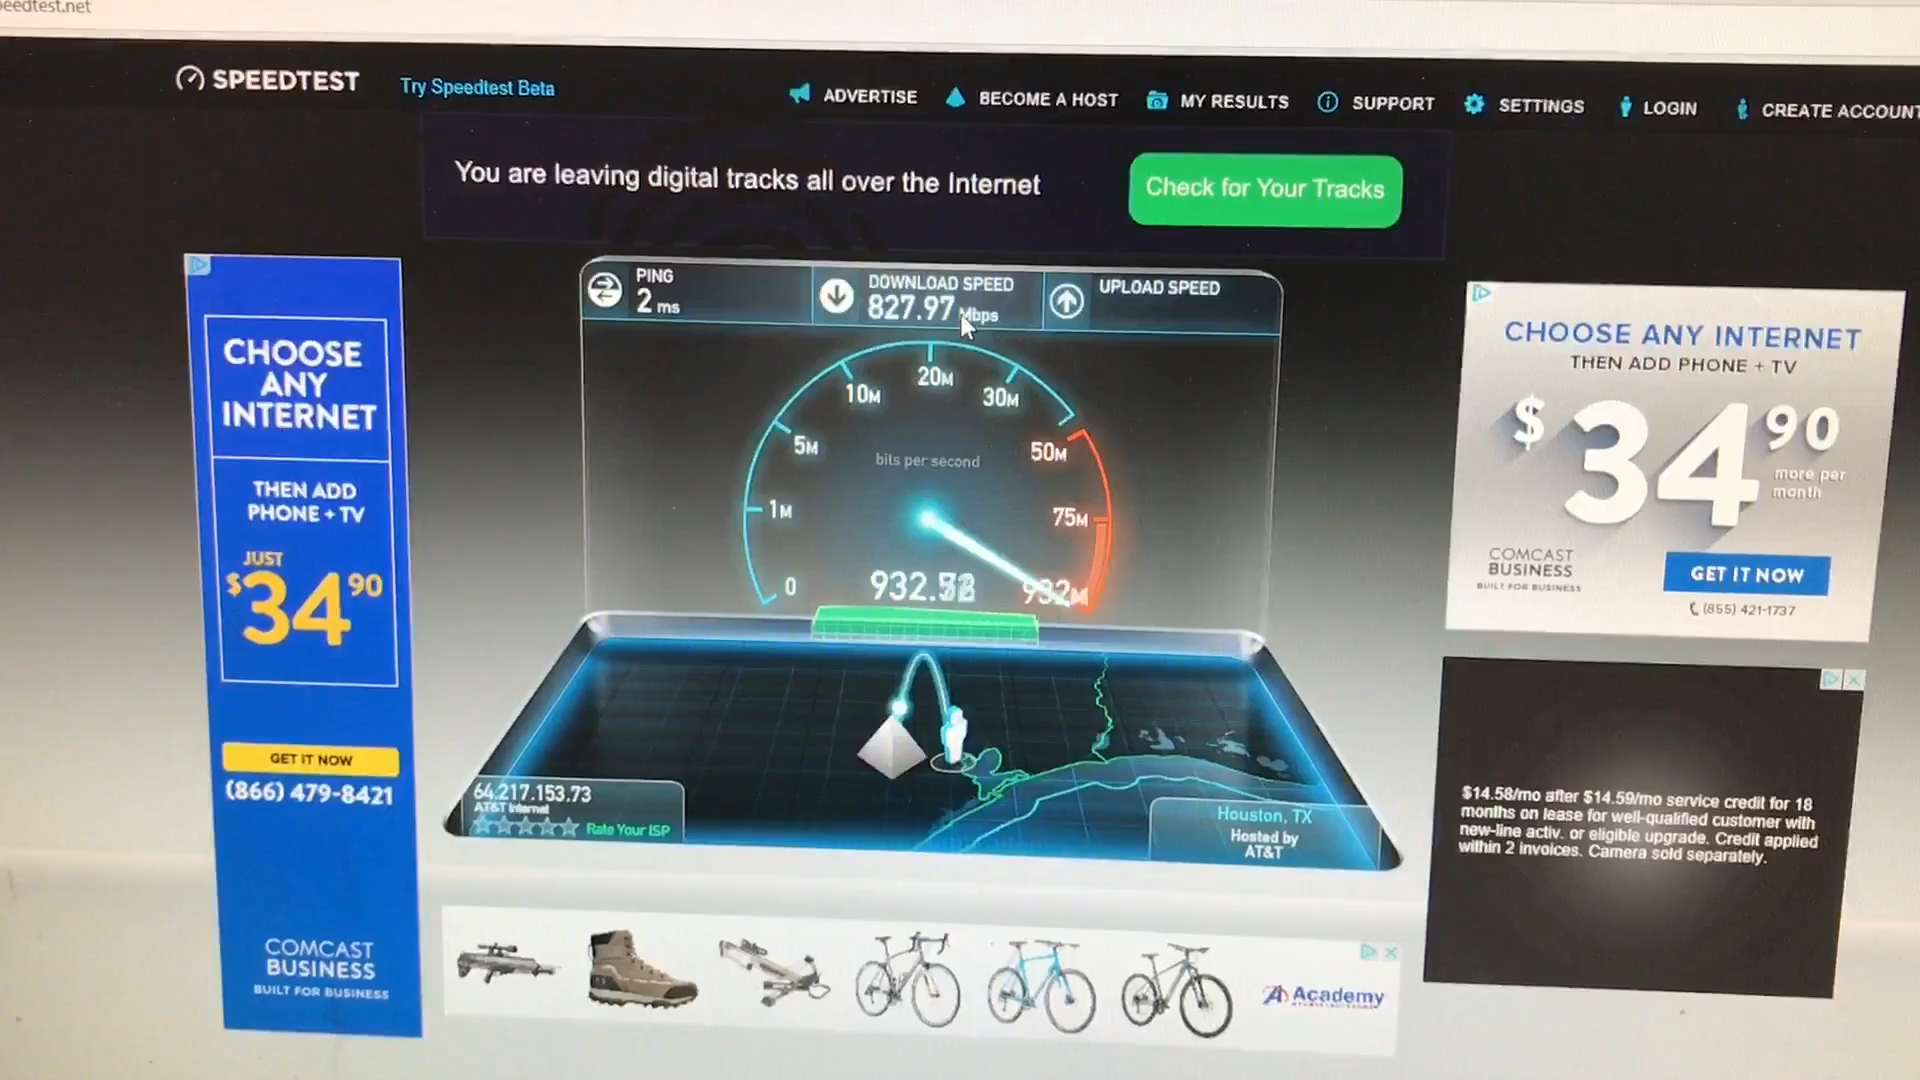 eedtest.net
SPEEDTEST
Try Speedtest Beta
ADVERTISE
BECOME A HOST
MY RESULTS
SUPPORT
SETTINGS
LOGIN
CREATE ACCOUNT
You are leaving digital tracks all over the Internet
Check for Your Tracks
CHOOSE
ANY
INTERNET
THEN ADD
PHONE + TV
JUST
$34 90
GET IT NOW
(866) 479-8421
COMCAST
BUSINESS
BUILT FOR BUSINESS
PING
2 ms
DOWNLOAD SPEED
827.97 Mbps
UPLOAD SPEED
0
1M
5M
10M
20M
30M
50M
75M
932M
bits per second
64.217.153.73
AT&T Internet
Rate Your ISP
Houston, TX
Hosted by
AT&T
CHOOSE ANY INTERNET
THEN ADD PHONE + TV
$34 90
more per
month
COMCAST
BUSINESS
BUILT FOR BUSINESS
GET IT NOW
(855) 421-1737
$14.58/mo after $14.59/mo service credit for 18
months on lease for well-qualified customer with
new-line activ. or eligible upgrade. Credit applied
within 2 invoices. Camera sold separately.
Academy